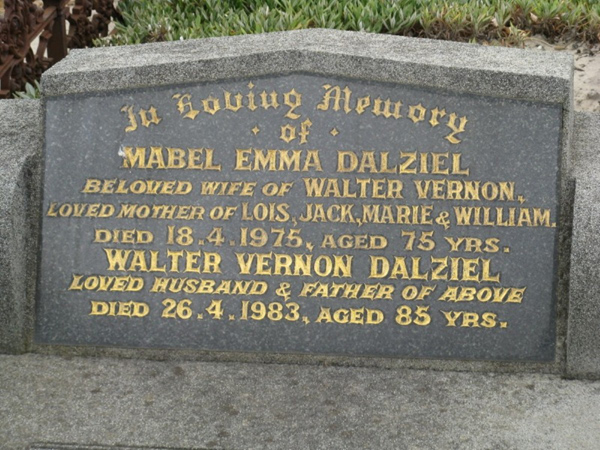 In Loving Memory
· of ·
MABEL EMMA DALZIEL
BELOVED WIFE OF WALTER VERNON,
LOVED MOTHER OF LOIS, JACK, MARIE & WILLIAM.
DIED 18.4.1975, AGED 75 YRS.
WALTER VERNON DALZIEL
LOVED HUSBAND & FATHER OF ABOVE
DIED 26.4.1983, AGED 85 YRS.